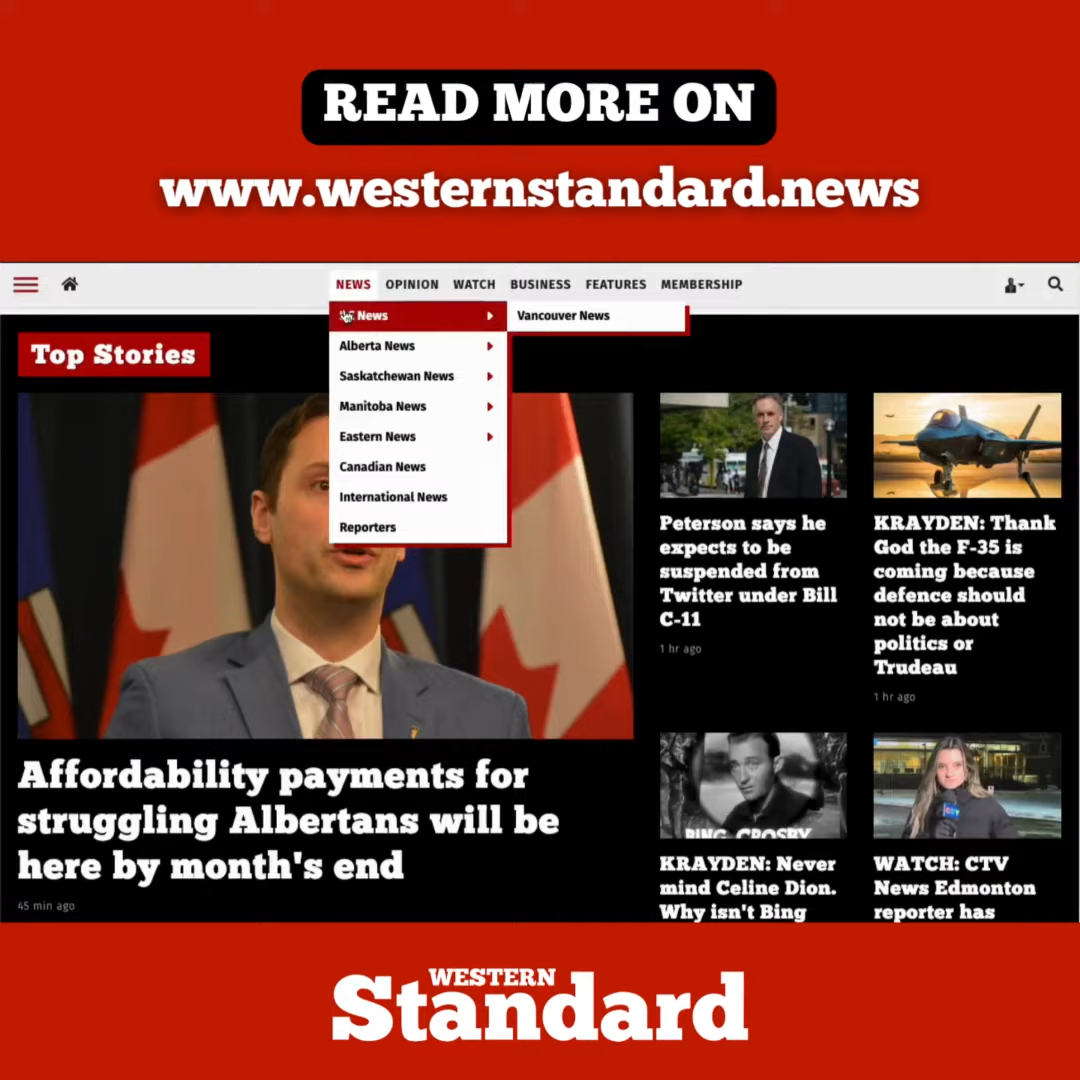 READ MORE ON
www.westernstandard.news
NEWS OPINION WATCH BUSINESS FEATURES MEMBERSHIP
News
Vancouver News
Alberta News
Saskatchewan News
Manitoba News
Eastern News
Canadian News
International News
Reporters
Top Stories
Affordability payments for
struggling Albertans will be
here by month's end
45 min ago
Peterson says he
expects to be
suspended from
Twitter under Bill
C-11
1 hr ago
KRAYDEN: Thank
God the F-35 is
coming because
defence should
not be about
politics or
Trudeau
1 hr ago
BING CROSBY
KRAYDEN: Never
mind Celine Dion.
Why isn't Bing
WATCH: CTV
News Edmonton
reporter has
WESTERN
Standard